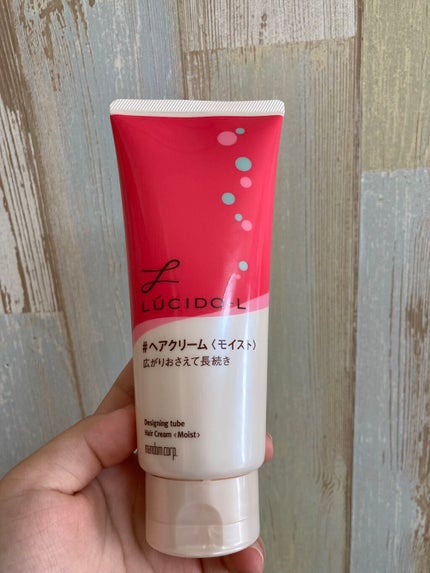 L
LÚCIDO-L
#ヘアクリーム〈モイスト〉
広がりおさえて長続き
Designing tube
Hair Cream <Moist>
mandom corp.